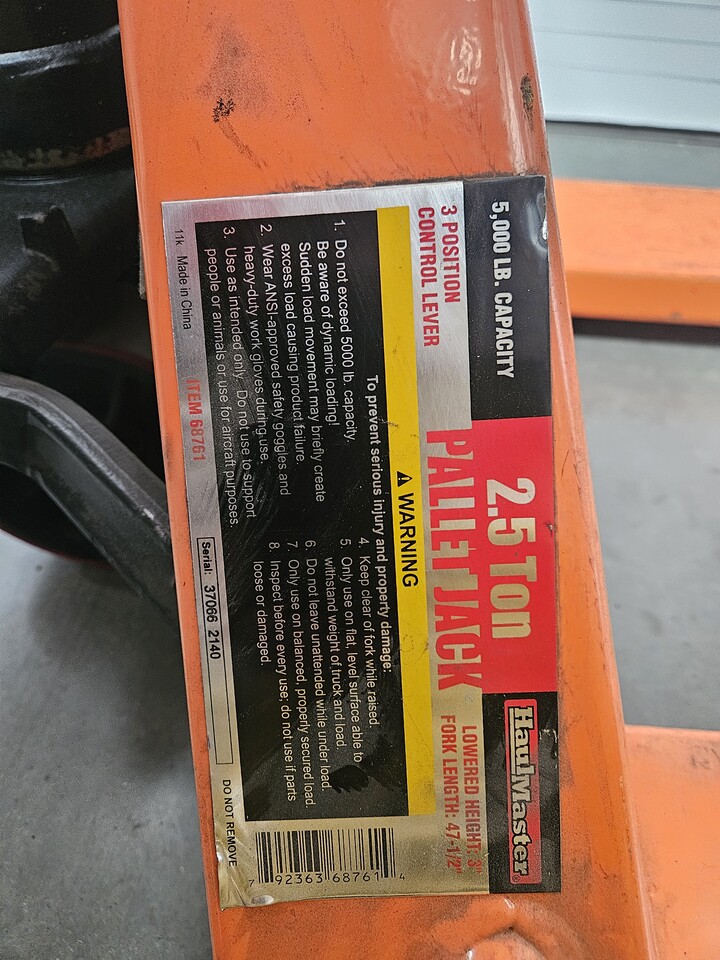 5,000 LB. CAPACITY
2.5 Ton
HaulMaster®
3 POSITION
CONTROL LEVER
PALLET JACK
LOWERED HEIGHT: 3"
FORK LENGTH: 47-1/2"
⚠ WARNING
To prevent serious injury and property damage:
1. Do not exceed 5000 lb. capacity.
Be aware of dynamic loading!
Sudden load movement may briefly create
excess load causing product failure.
2. Wear ANSI-approved safety goggles and
heavy-duty work gloves during use.
3. Use as intended only. Do not use to support
people or animals or use for aircraft purposes.
4. Keep clear of fork while raised.
5. Only use on flat, level surface able to
withstand weight of truck and load.
6. Do not leave unattended while under load.
7. Only use on balanced, properly secured load.
8. Inspect before every use; do not use if parts
loose or damaged.
11k Made in China
ITEM 68761
Serial: 37066 2140
DO NOT REMOVE
7 92363 68761 4